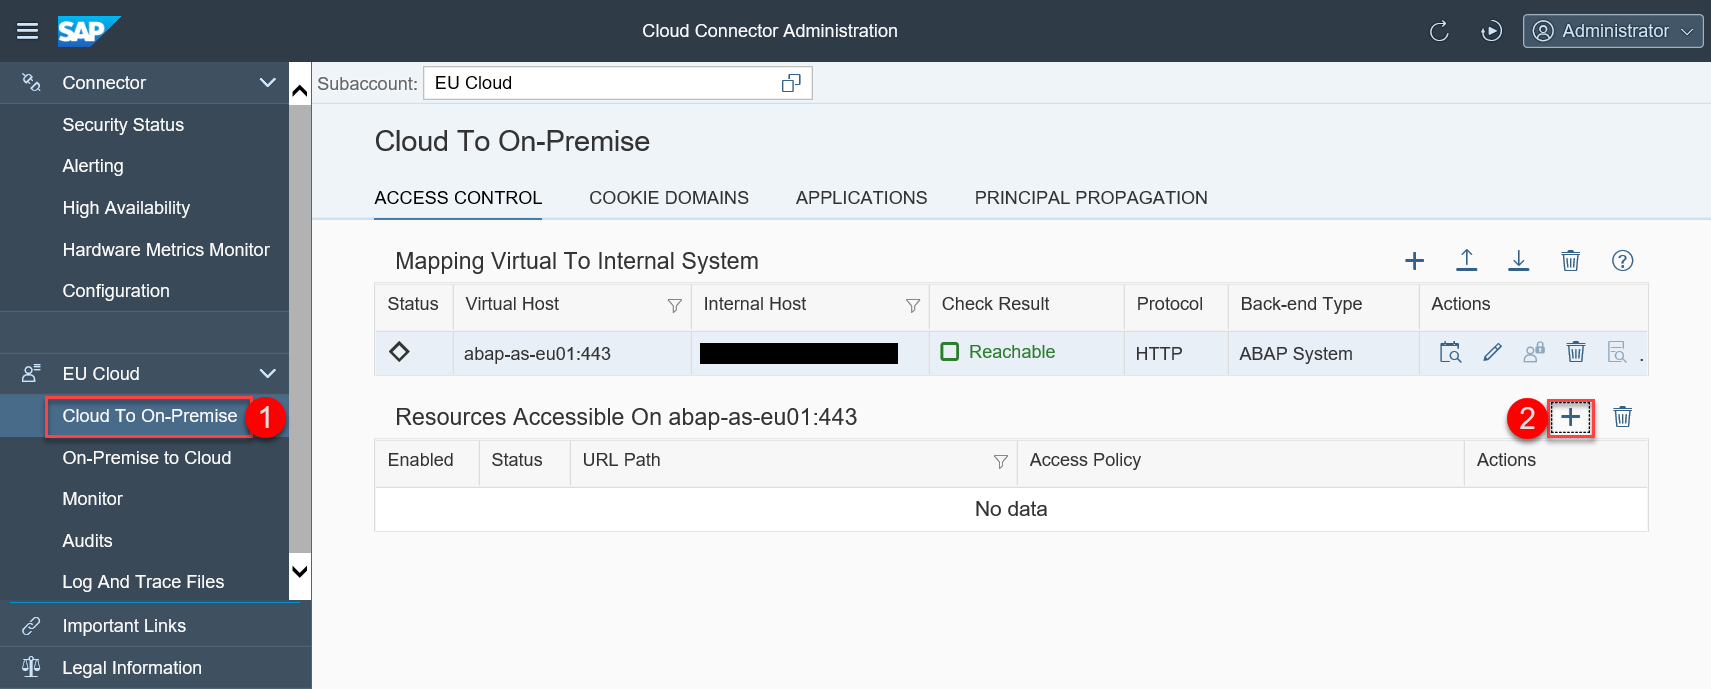 SAP
Cloud Connector Administration
Administrator
Connector
Security Status
Alerting
High Availability
Hardware Metrics Monitor
Configuration
EU Cloud
Cloud To On-Premise
1
On-Premise to Cloud
Monitor
Audits
Log And Trace Files
Important Links
Legal Information
Subaccount: EU Cloud
Cloud To On-Premise
ACCESS CONTROL COOKIE DOMAINS APPLICATIONS PRINCIPAL PROPAGATION
Mapping Virtual To Internal System
Status Virtual Host Internal Host Check Result Protocol Back-end Type Actions
abap-as-eu01:443 Reachable HTTP ABAP System
Resources Accessible On abap-as-eu01:443
2
Enabled Status URL Path Access Policy Actions
No data